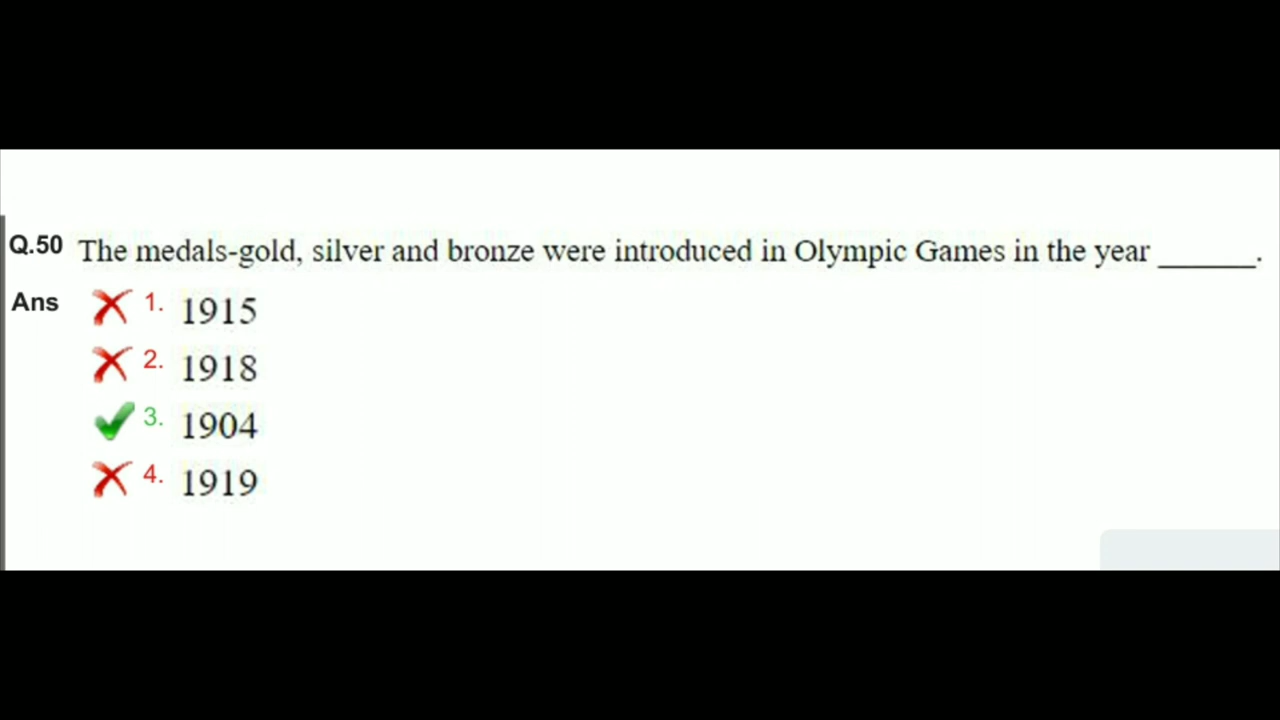 Q.50 The medals-gold, silver and bronze were introduced in Olympic Games in the year ______.
Ans 1. 1915
2. 1918
3. 1904
4. 1919